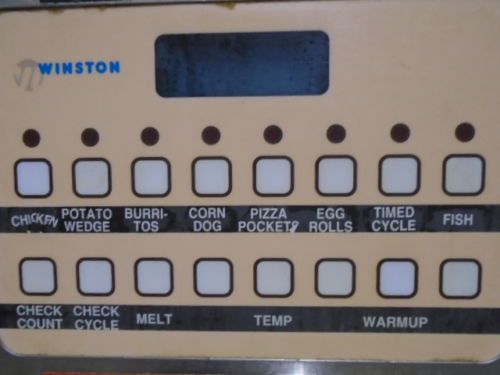 WINSTON
CHICKEN POTATO WEDGE BURRI-TOS CORN DOG PIZZA POCKETS EGG ROLLS TIMED CYCLE FISH
CHECK COUNT CHECK CYCLE MELT TEMP WARMUP